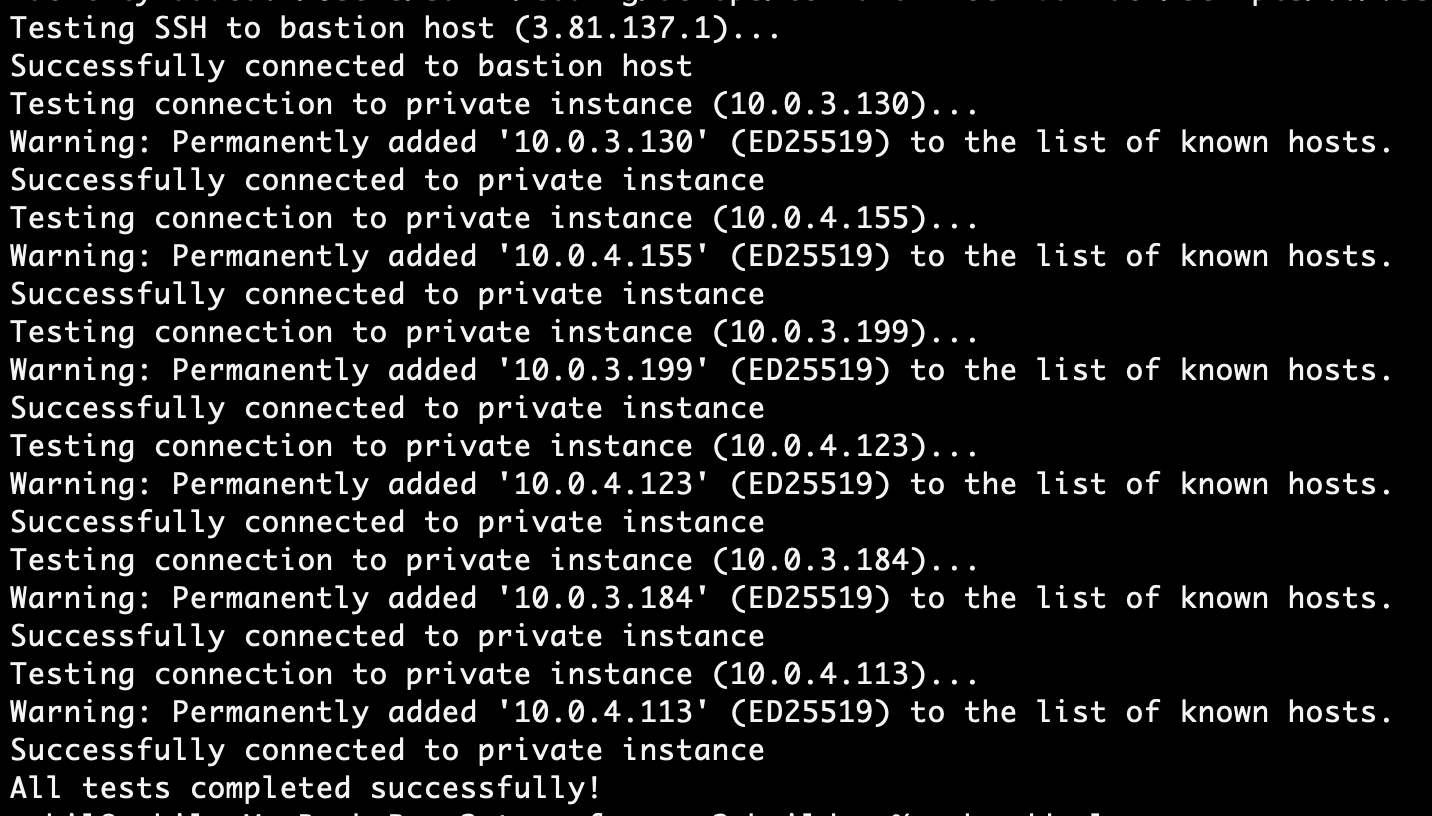 Testing SSH to bastion host (3.81.137.1)...
Successfully connected to bastion host
Testing connection to private instance (10.0.3.130)...
Warning: Permanently added '10.0.3.130' (ED25519) to the list of known hosts.
Successfully connected to private instance
Testing connection to private instance (10.0.4.155)...
Warning: Permanently added '10.0.4.155' (ED25519) to the list of known hosts.
Successfully connected to private instance
Testing connection to private instance (10.0.3.199)...
Warning: Permanently added '10.0.3.199' (ED25519) to the list of known hosts.
Successfully connected to private instance
Testing connection to private instance (10.0.4.123)...
Warning: Permanently added '10.0.4.123' (ED25519) to the list of known hosts.
Successfully connected to private instance
Testing connection to private instance (10.0.3.184)...
Warning: Permanently added '10.0.3.184' (ED25519) to the list of known hosts.
Successfully connected to private instance
Testing connection to private instance (10.0.4.113)...
Warning: Permanently added '10.0.4.113' (ED25519) to the list of known hosts.
Successfully connected to private instance
All tests completed successfully!